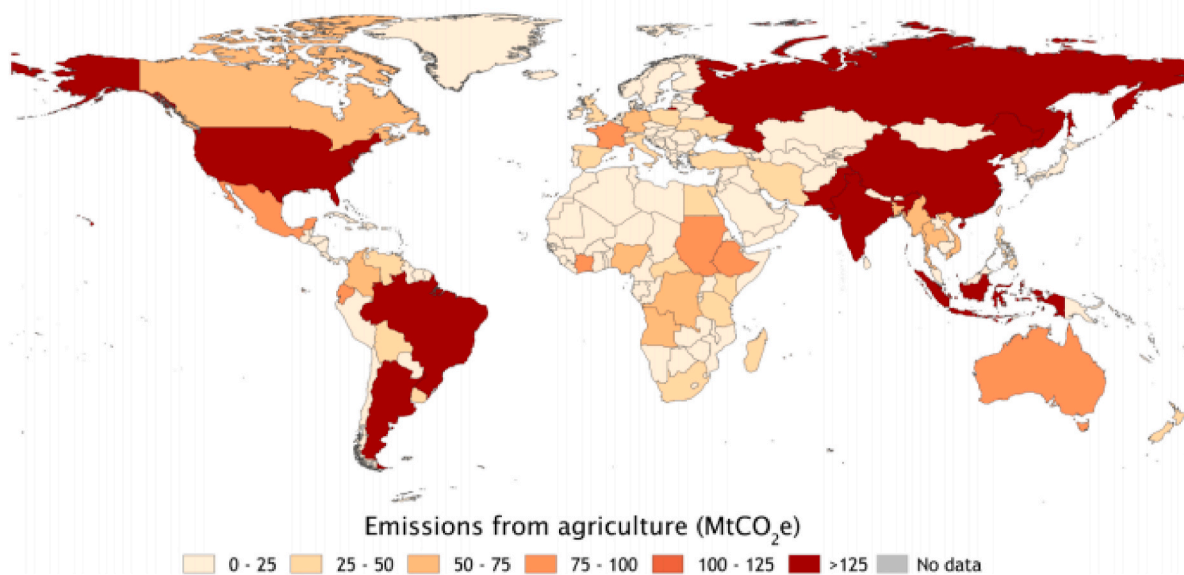 Emissions from agriculture (MtCO₂e)
0 - 25 25 - 50 50 - 75 75 - 100 100 - 125 >125 No data